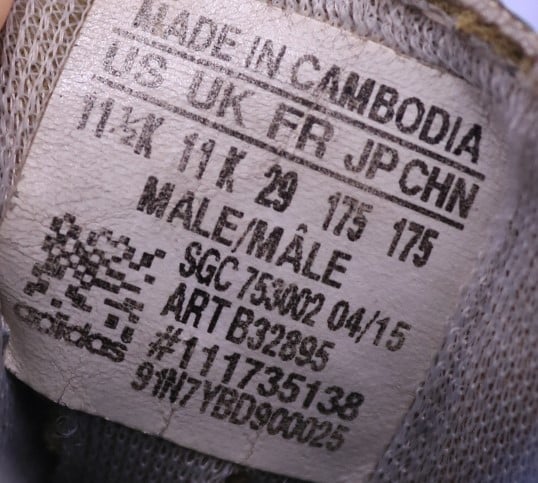 MADE IN CAMBODIA
US UK FR JP CHN
11½K 11K 29 175 175
MALE/MÂLE
SGC 753002 04/15
ART B32895
#111735138
91N7YBD900025
adidas